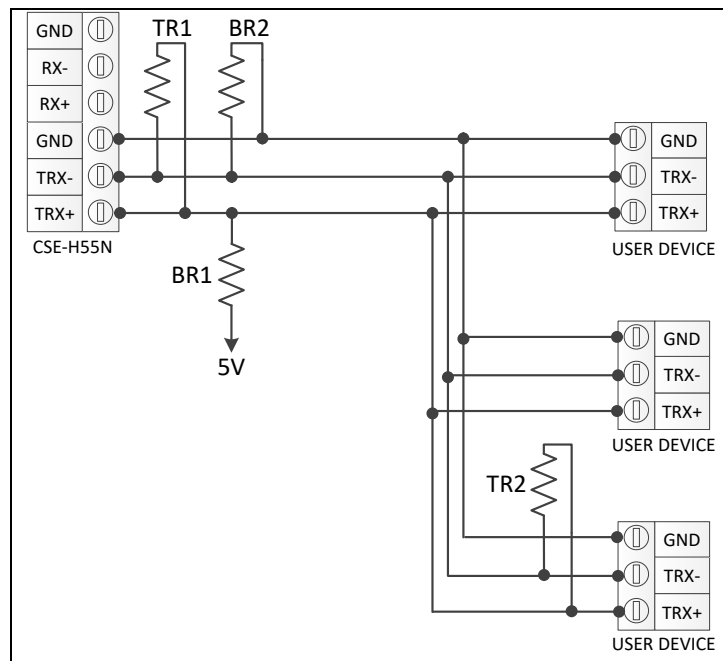 GND
RX-
RX+
GND
TRX-
TRX+
CSE-H55N
TR1
BR2
BR1
5V
GND
TRX-
TRX+
USER DEVICE
GND
TRX-
TRX+
USER DEVICE
TR2
GND
TRX-
TRX+
USER DEVICE